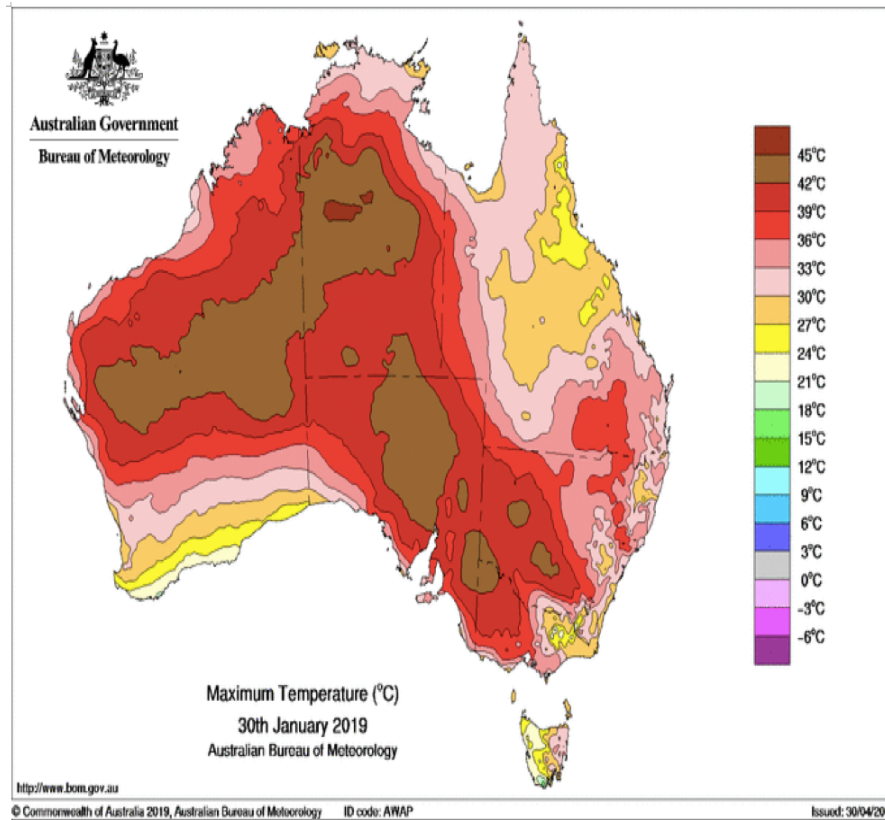 Australian Government
Bureau of Meteorology
45°C
42°C
39°C
36°C
33°C
30°C
27°C
24°C
21°C
18°C
15°C
12°C
9°C
6°C
3°C
0°C
-3°C
-6°C
Maximum Temperature (°C)
30th January 2019
Australian Bureau of Meteorology
http://www.bom.gov.au
© Commonwealth of Australia 2019, Australian Bureau of Meteorology ID code: AWAP Issued: 30/04/20